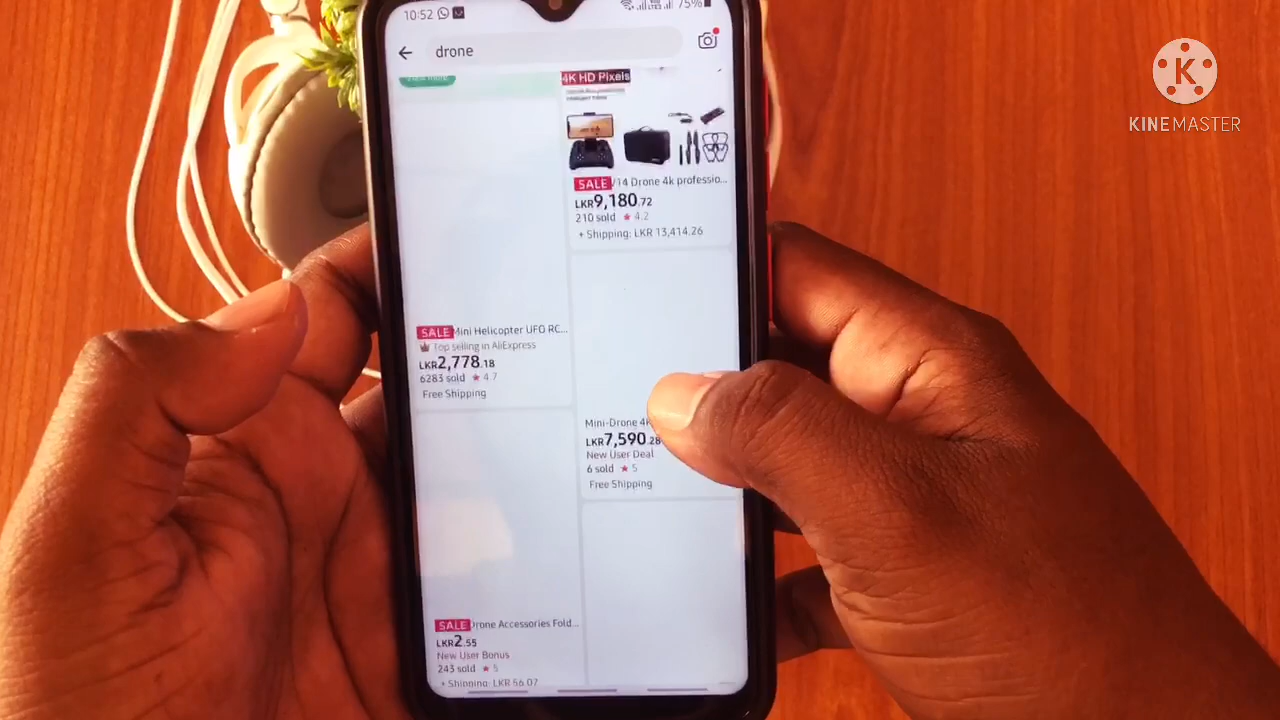 10:52
75%
drone
4K HD Pixels
SALE V14 Drone 4k professio...
LKR9,180.72
210 sold ★ 4.2
+ Shipping: LKR 13,414.26
SALE Mini Helicopter UFO RC...
Top selling in AliExpress
LKR2,778.18
6283 sold ★ 4.7
Free Shipping
Mini-Drone 4K
LKR7,590.28
New User Deal
6 sold ★ 5
Free Shipping
SALE Drone Accessories Fold...
LKR2.55
New User Bonus
243 sold ★ 5
+ Shipping: LKR 56.07
K
KINEMASTER